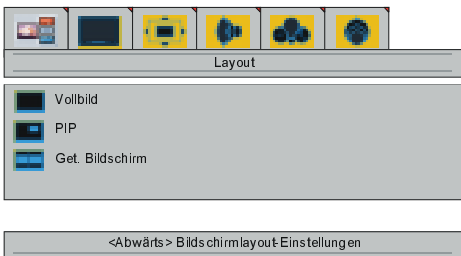 Layout
Vollbild
PIP
Get. Bildschirm
<Abwärts> Bildschirmlayout-Einstellungen